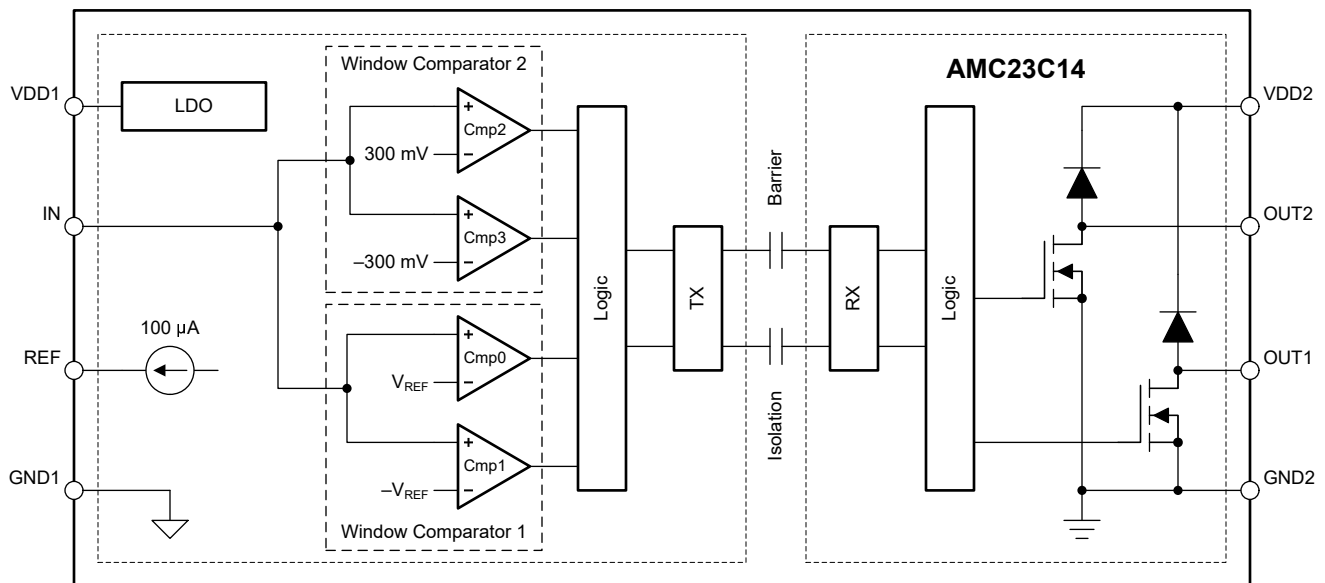 Window Comparator 2
AMC23C14
VDD1
LDO
+
Cmp2
300 mV
–
VDD2
IN
+
Cmp3
–300 mV
–
Logic
TX
Barrier
RX
Logic
OUT2
100 µA
REF
+
Cmp0
VREF
–
Isolation
OUT1
+
Cmp1
–VREF
–
GND1
GND2
Window Comparator 1